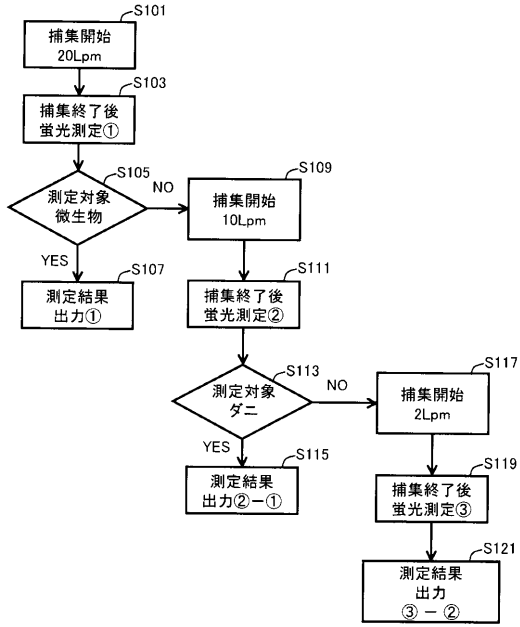 S101
捕集開始
20Lpm
S103
捕集終了後
蛍光測定①
S105
測定対象
微生物
NO
YES
S107
測定結果
出力①
S109
捕集開始
10Lpm
S111
捕集終了後
蛍光測定②
S113
測定対象
ダニ
NO
YES
S115
測定結果
出力②－①
S117
捕集開始
2Lpm
S119
捕集終了後
蛍光測定③
S121
測定結果
出力
③ － ②